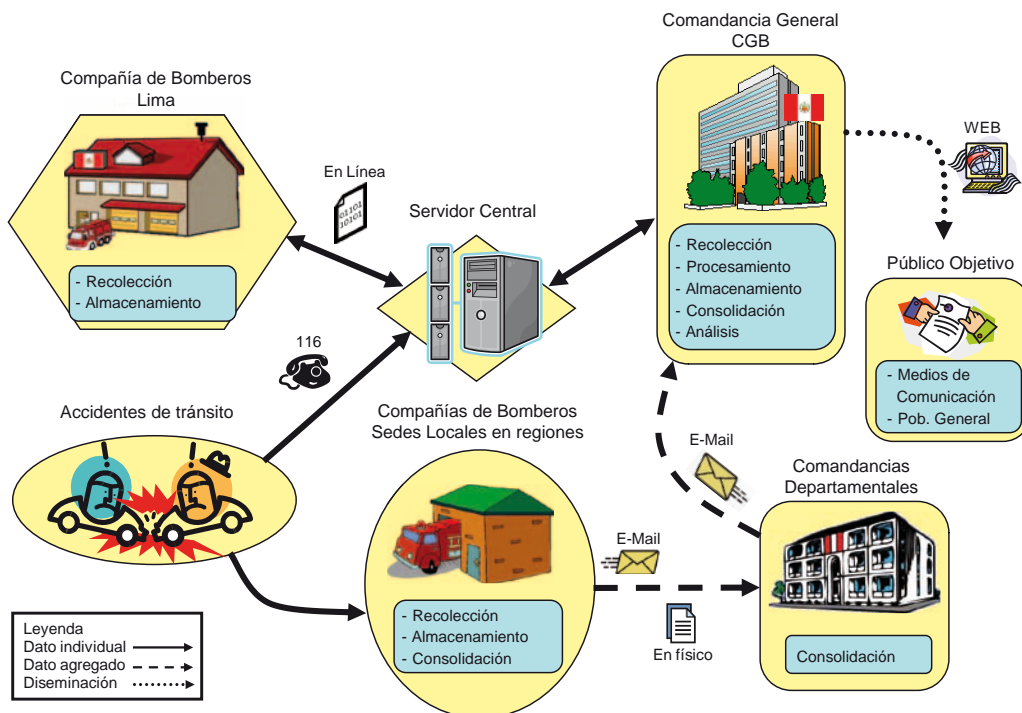 Comandancia General
CGB
Compañía de Bomberos
Lima
- Recolección
- Almacenamiento
En Línea
01101
10101
Servidor Central
- Recolección
- Procesamiento
- Almacenamiento
- Consolidación
- Análisis
WEB
Público Objetivo
- Medios de
Comunicación
- Pob. General
116
Accidentes de tránsito
Compañías de Bomberos
Sedes Locales en regiones
- Recolección
- Almacenamiento
- Consolidación
E-Mail
En físico
E-Mail
Comandancias
Departamentales
Consolidación
Leyenda
Dato individual
Dato agregado
Diseminación